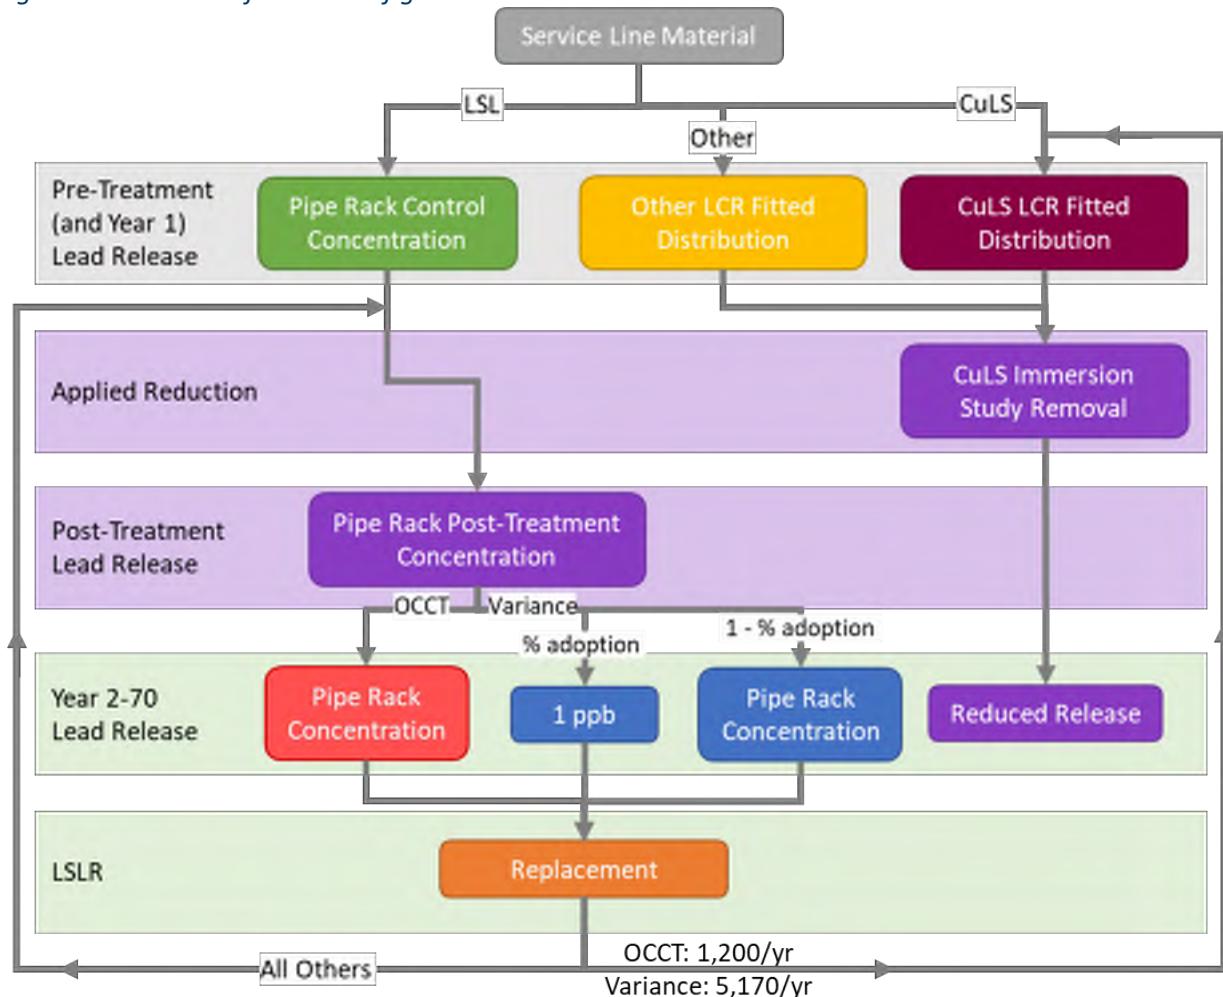 Service Line Material
LSL
CuLS
Other
Pre-Treatment
(and Year 1)
Lead Release
Pipe Rack Control
Concentration
Other LCR Fitted
Distribution
CuLS LCR Fitted
Distribution
Applied Reduction
CuLS Immersion
Study Removal
Post-Treatment
Lead Release
Pipe Rack Post-Treatment
Concentration
OCCT
Variance
% adoption
1 - % adoption
Year 2-70
Lead Release
Pipe Rack
Concentration
1 ppb
Pipe Rack
Concentration
Reduced Release
LSLR
Replacement
All Others
OCCT: 1,200/yr
Variance: 5,170/yr